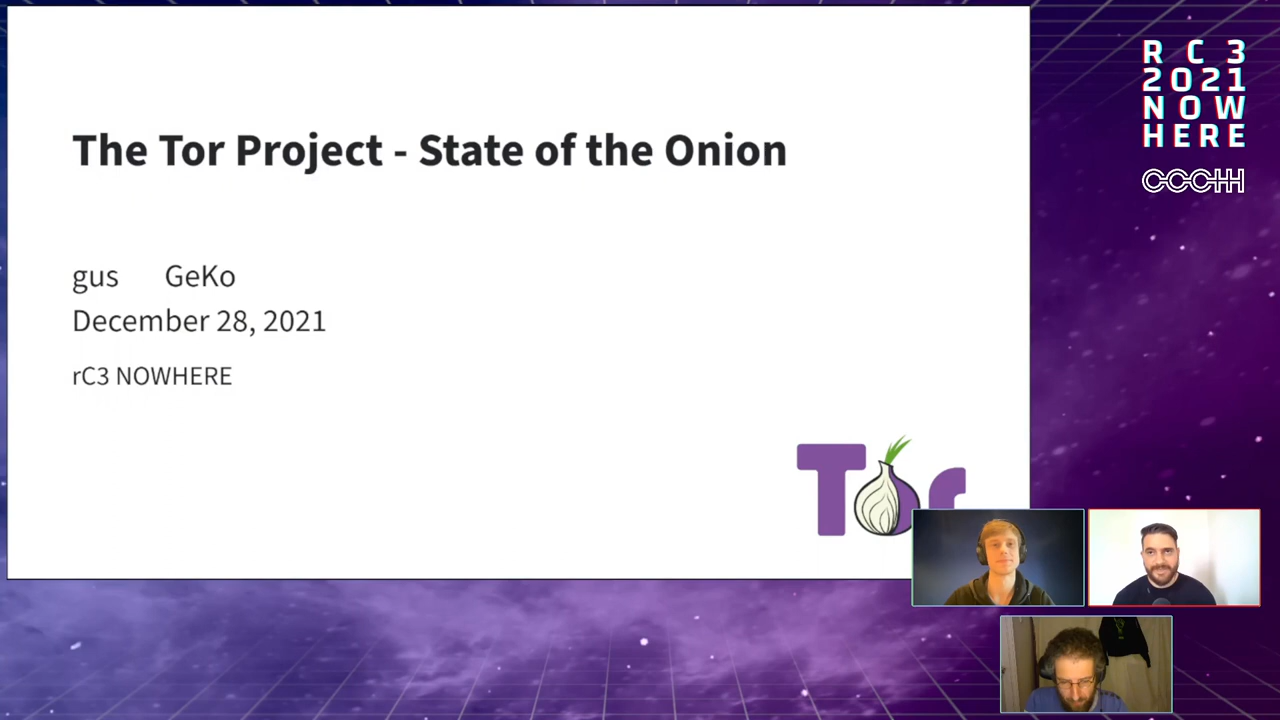 The Tor Project - State of the Onion
gus GeKo
December 28, 2021
rC3 NOWHERE
Tor
R C 3
2021
NOW
HERE